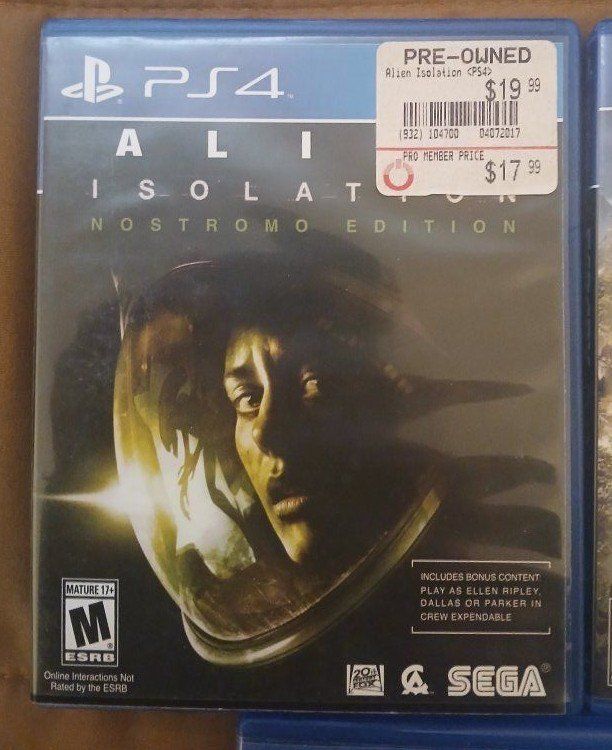 PS4
PRE-OWNED
Alien Isolation <PS4>
$19 99
(932) 104700 04072017
PRO MEMBER PRICE
$17 99
A L I
ISOLATION
NOSTROMO EDITION
INCLUDES BONUS CONTENT
PLAY AS ELLEN RIPLEY,
DALLAS OR PARKER IN
CREW EXPENDABLE
MATURE 17+
M
ESRB
Online Interactions Not
Rated by the ESRB
20th
SEGA